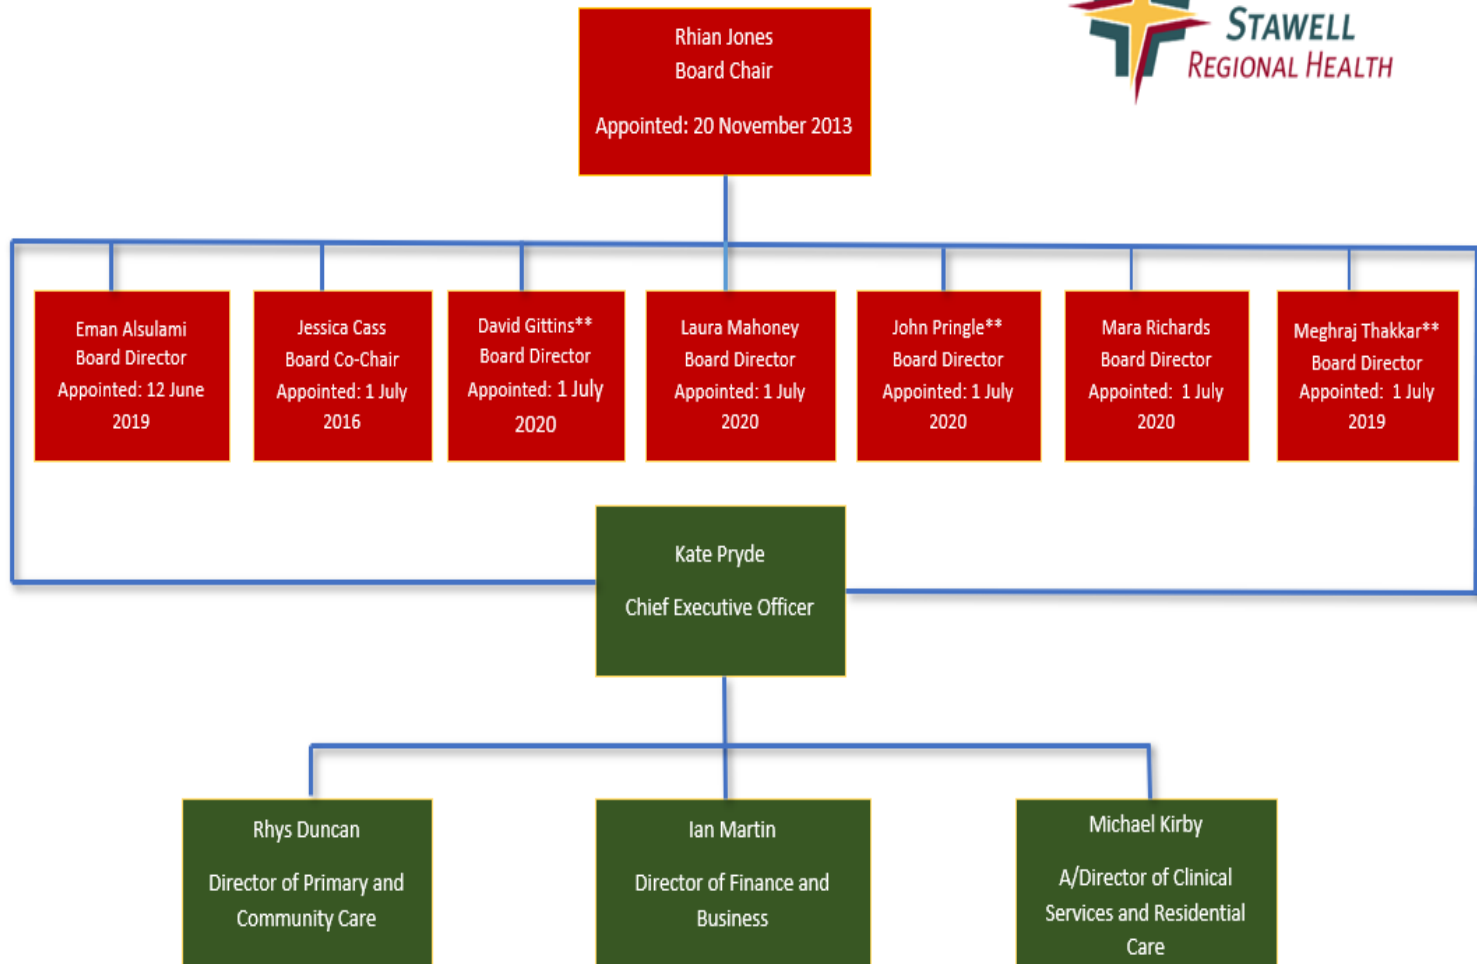 STAWELL
REGIONAL HEALTH
Rhian Jones
Board Chair
Appointed: 20 November 2013
Eman Alsulami
Board Director
Appointed: 12 June
2019
Jessica Cass
Board Co-Chair
Appointed: 1 July
2016
David Gittins**
Board Director
Appointed: 1 July
2020
Laura Mahoney
Board Director
Appointed: 1 July
2020
John Pringle**
Board Director
Appointed: 1 July
2020
Mara Richards
Board Director
Appointed: 1 July
2020
Meghraj Thakkar**
Board Director
Appointed: 1 July
2019
Kate Pryde
Chief Executive Officer
Rhys Duncan
Director of Primary and
Community Care
Ian Martin
Director of Finance and
Business
Michael Kirby
A/Director of Clinical
Services and Residential
Care